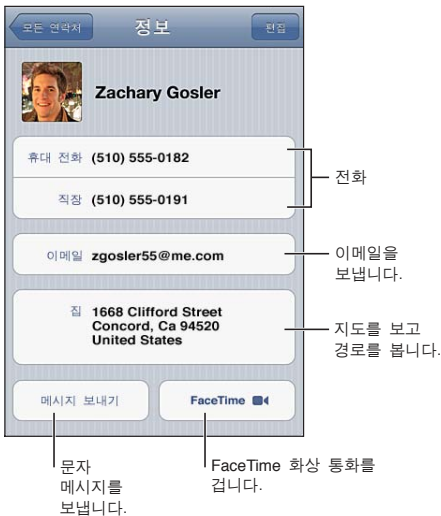 모든 연락처
정보
편집
Zachary Gosler
휴대 전화 (510) 555-0182
직장 (510) 555-0191
전화
이메일 zgosler55@me.com
이메일을
보냅니다.
집 1668 Clifford Street
Concord, Ca 94520
United States
지도를 보고
경로를 봅니다.
메시지 보내기
FaceTime
문자
메시지를
보냅니다.
FaceTime 화상 통화를
겁니다.